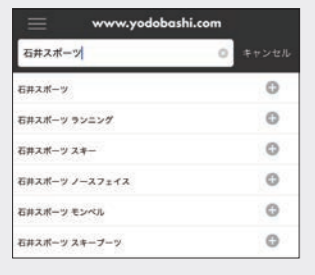 www.yodobashi.com
石井スポーツ キャンセル
石井スポーツ
石井スポーツ ランニング
石井スポーツ スキー
石井スポーツ ノースフェイス
石井スポーツ モンベル
石井スポーツ スキーブーツ